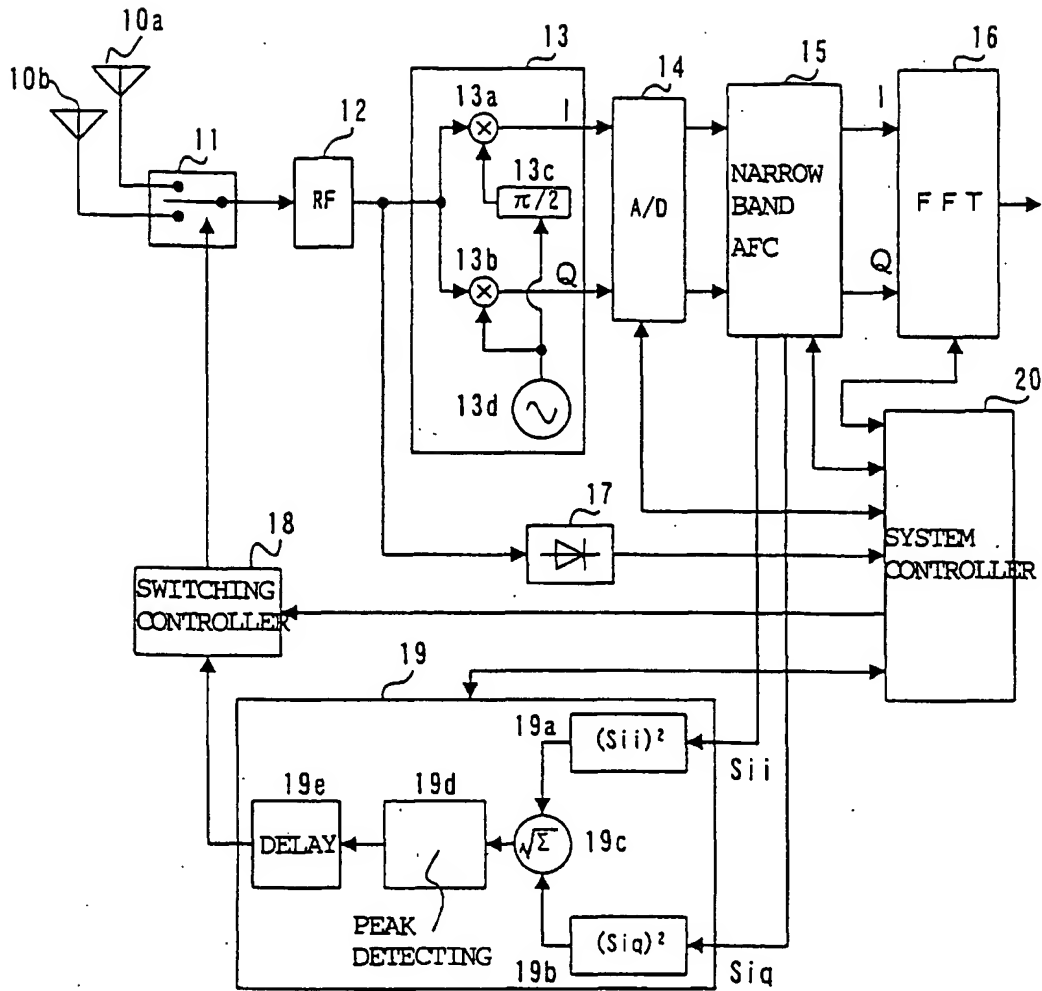 10a
10b
11
12
RF
13
13a
I
13c
π/2
13b
Q
13d
14
A/D
15
NARROW
BAND
AFC
16
I
FFT
Q
17
18
SWITCHING
CONTROLLER
20
SYSTEM
CONTROLLER
19
19a
(Sii)²
Sii
19e
DELAY
19d
√Σ
19c
PEAK
DETECTING
(Siq)²
19b
Siq